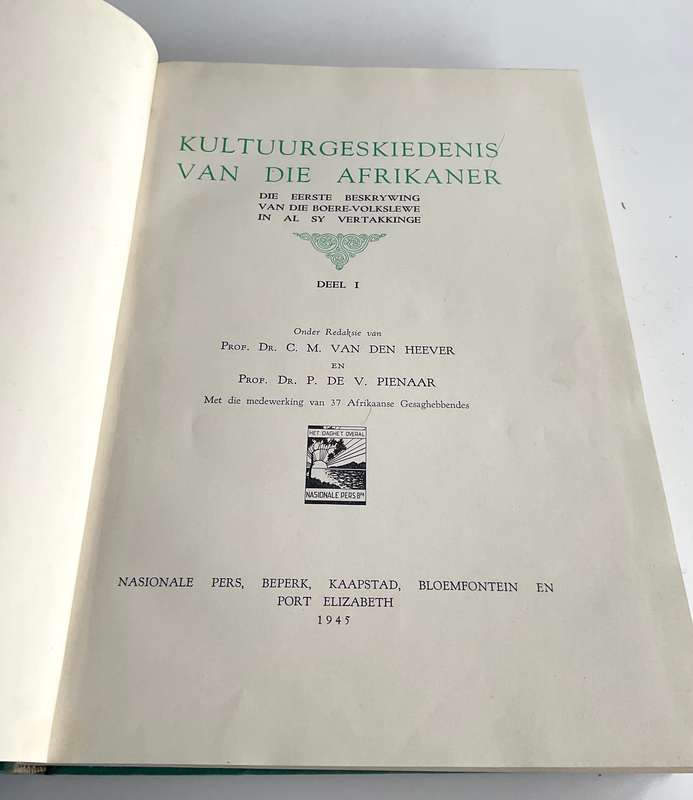 KULTUURGESKIEDENIS
VAN DIE AFRIKANER
DIE EERSTE BESKRYWING
VAN DIE BOERE-VOLKSLEWE
IN AL SY VERTAKKINGE
DEEL I
Onder Redaksie van
PROF. DR. C. M. VAN DEN HEEVER
EN
PROF. DR. P. DE V. PIENAAR
Met die medewerking van 37 Afrikaanse Gesaghebbendes
HET DAGHET OVERAL
NASIONALE PERS BPK
NASIONALE PERS, BEPERK, KAAPSTAD, BLOEMFONTEIN EN
PORT ELIZABETH
1945